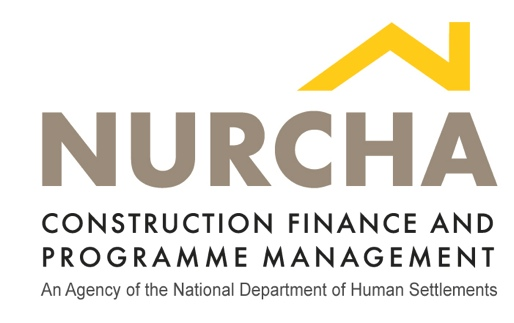 NURCHA
CONSTRUCTION FINANCE AND
PROGRAMME MANAGEMENT
An Agency of the National Department of Human Settlements